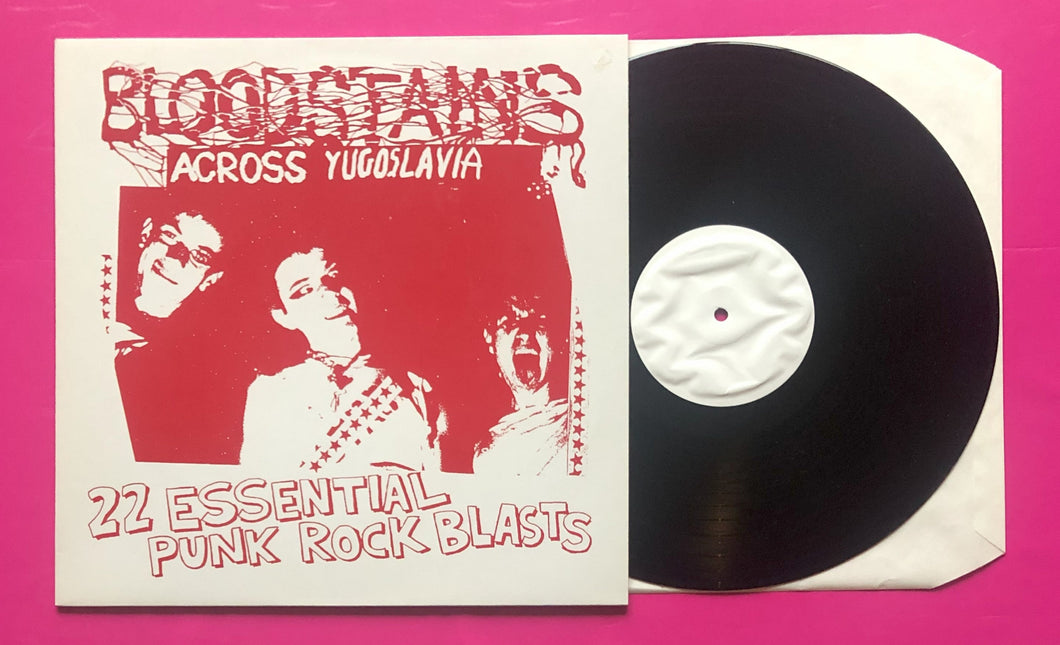 BLOODSTAINS
ACROSS YUGOSLAVIA
22 ESSENTIAL
PUNK ROCK BLASTS